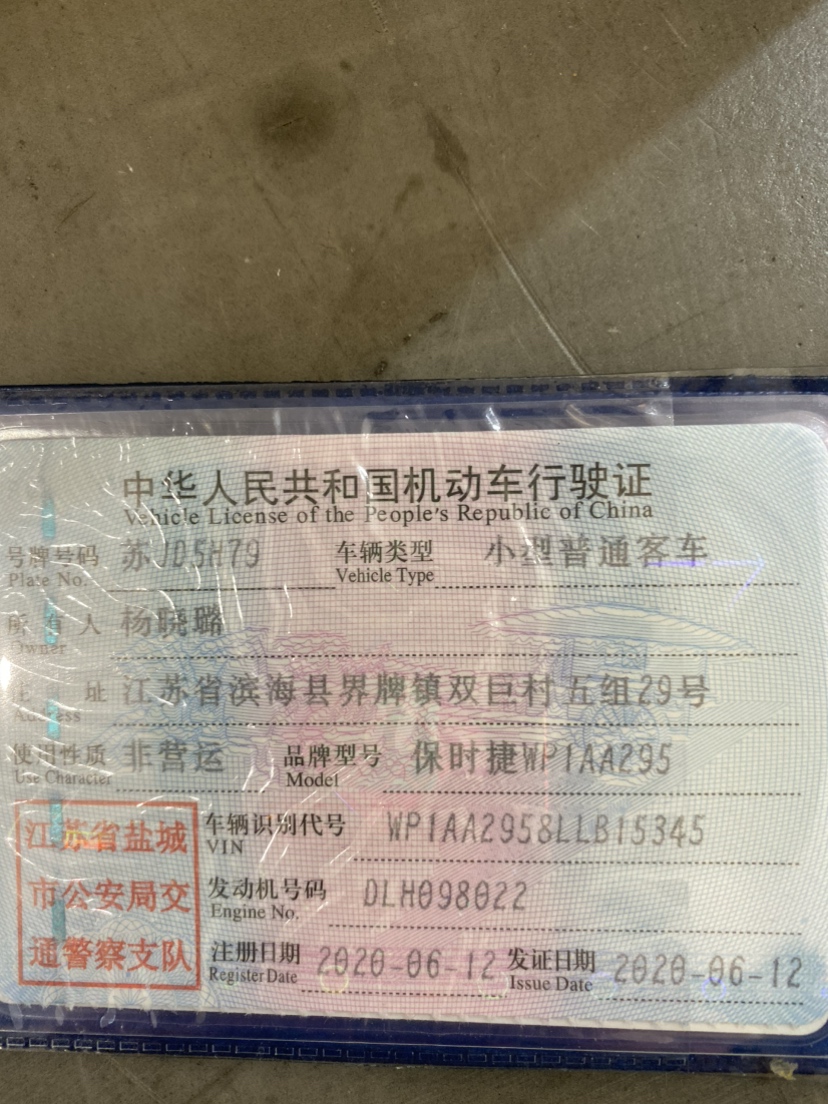 中华人民共和国机动车行驶证
Vehicle License of the People's Republic of China
号牌号码 苏JD5H79 车辆类型 小型普通客车
Plate No. Vehicle Type
所有人 杨晓璐
Owner
住址 江苏省滨海县界牌镇双巨村五组29号
Address
使用性质 非营运 品牌型号 保时捷WP1AA295
Use Character Model
江苏省盐城 车辆识别代号 WP1AA2958LLB15345
VIN
市公安局交 发动机号码 DLH098022
Engine No.
通警察支队 注册日期 2020-06-12 发证日期 2020-06-12
Register Date Issue Date